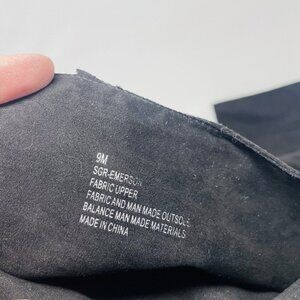 9M
SGR-EMERSON
FABRIC UPPER
FABRIC AND MAN MADE OUTSOLE
BALANCE MAN MADE MATERIALS
MADE IN CHINA